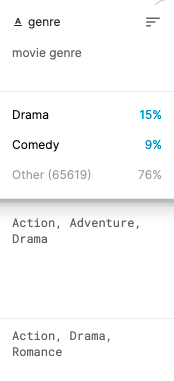 A genre
movie genre
Drama 15%
Comedy 9%
Other (65619) 76%
Action, Adventure,
Drama
Action, Drama,
Romance